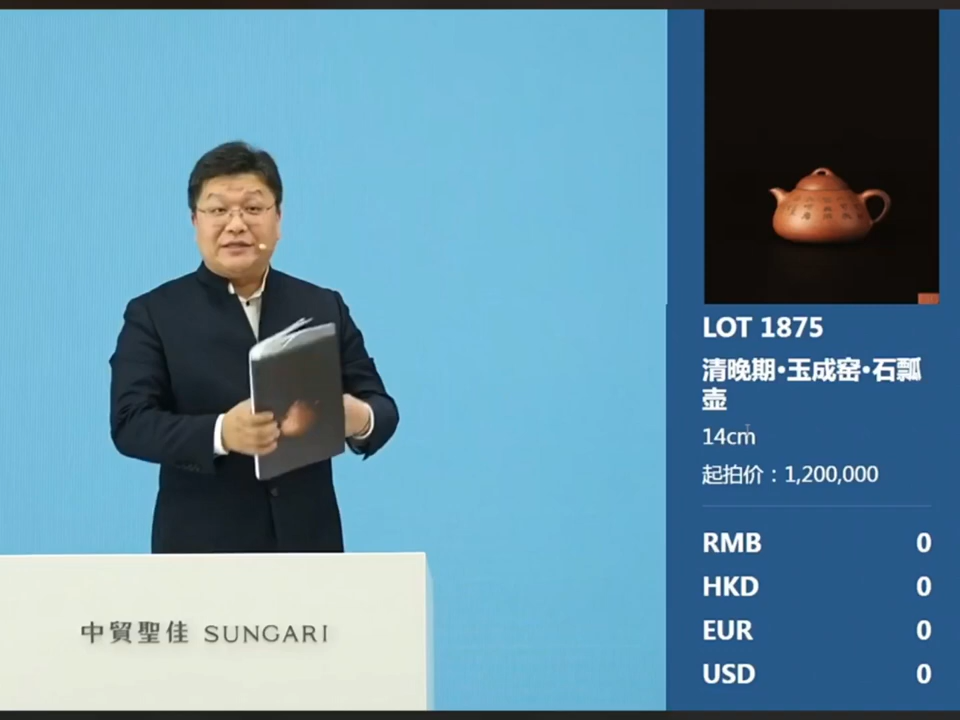 中貿聖佳 SUNGARI
LOT 1875
清晚期•玉成窑•石瓢
壶
14cm
起拍价：1,200,000
RMB 0
HKD 0
EUR 0
USD 0